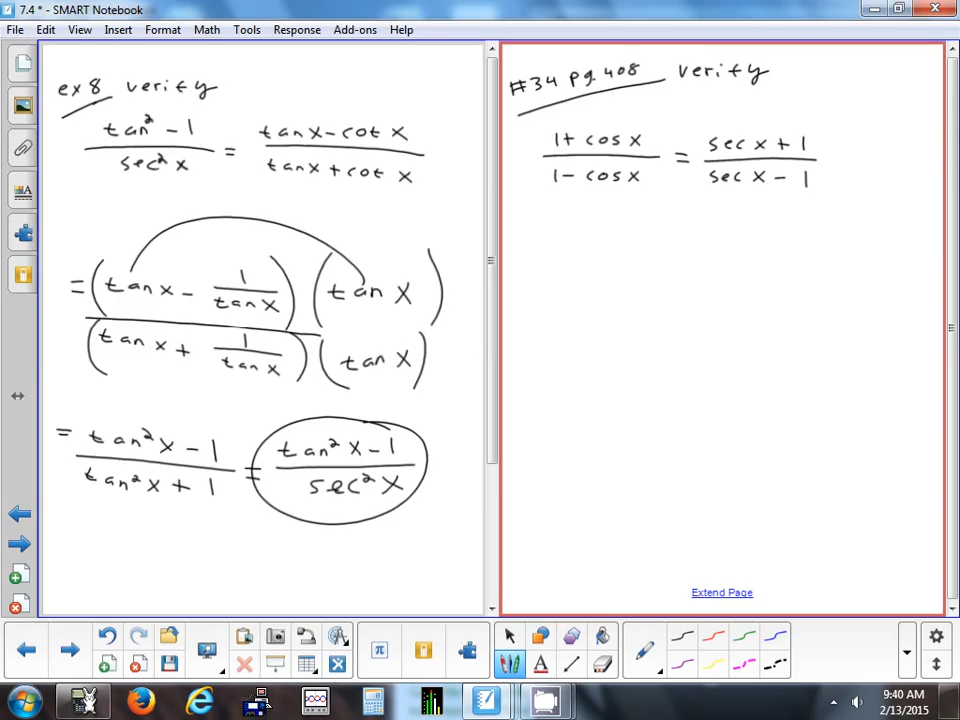 7.4 * - SMART Notebook
File Edit View Insert Format Math Tools Response Add-ons Help
ex 8 verify
tan² - 1 / sec² x = tan x - cot x / tan x + cot x
= (tan x - 1/tan x) (tan x)
(tan x + 1/tan x) (tan x)
= tan² x - 1 / tan² x + 1 = tan² x - 1 / sec² x
#34 pg. 408 verify
1 + cos x / 1 - cos x = sec x + 1 / sec x - 1
Extend Page
π
A
9:40 AM
2/13/2015